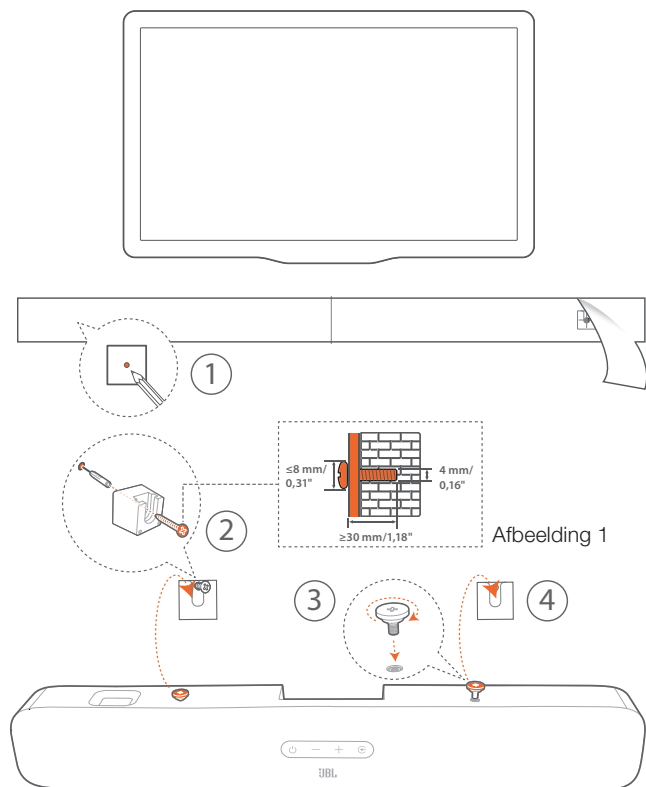 1
≤8 mm/
0,31"
4 mm/
0,16"
≥30 mm/1,18"
Afbeelding 1
2
3
4
JBL